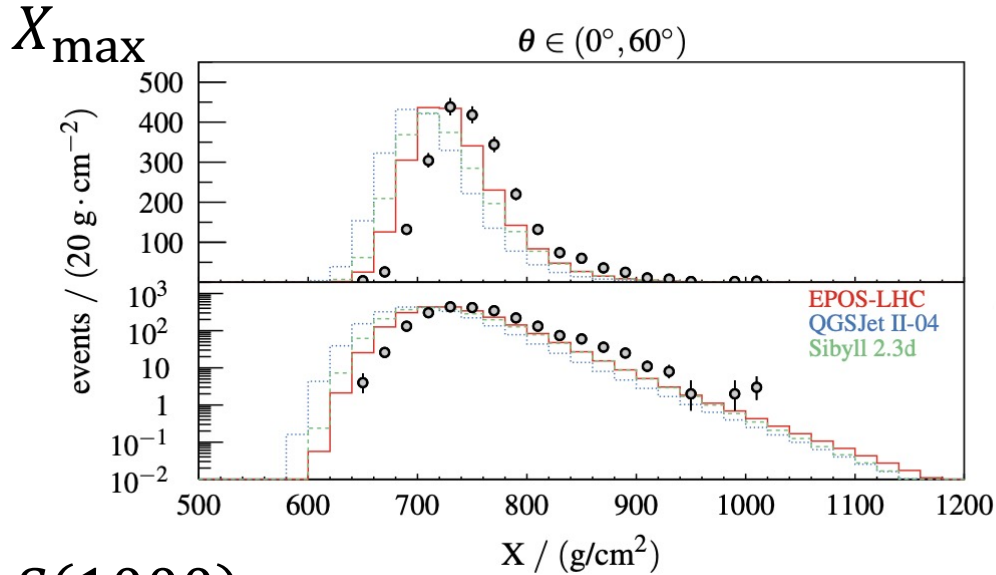 X_max
θ ∈ (0°, 60°)
500
400
300
200
100
events / (20 g · cm⁻²)
10³
10²
10
1
10⁻¹
10⁻²
EPOS-LHC
QGSJet II-04
Sibyll 2.3d
500 600 700 800 900 1000 1100 1200
X / (g/cm²)
S(1000)